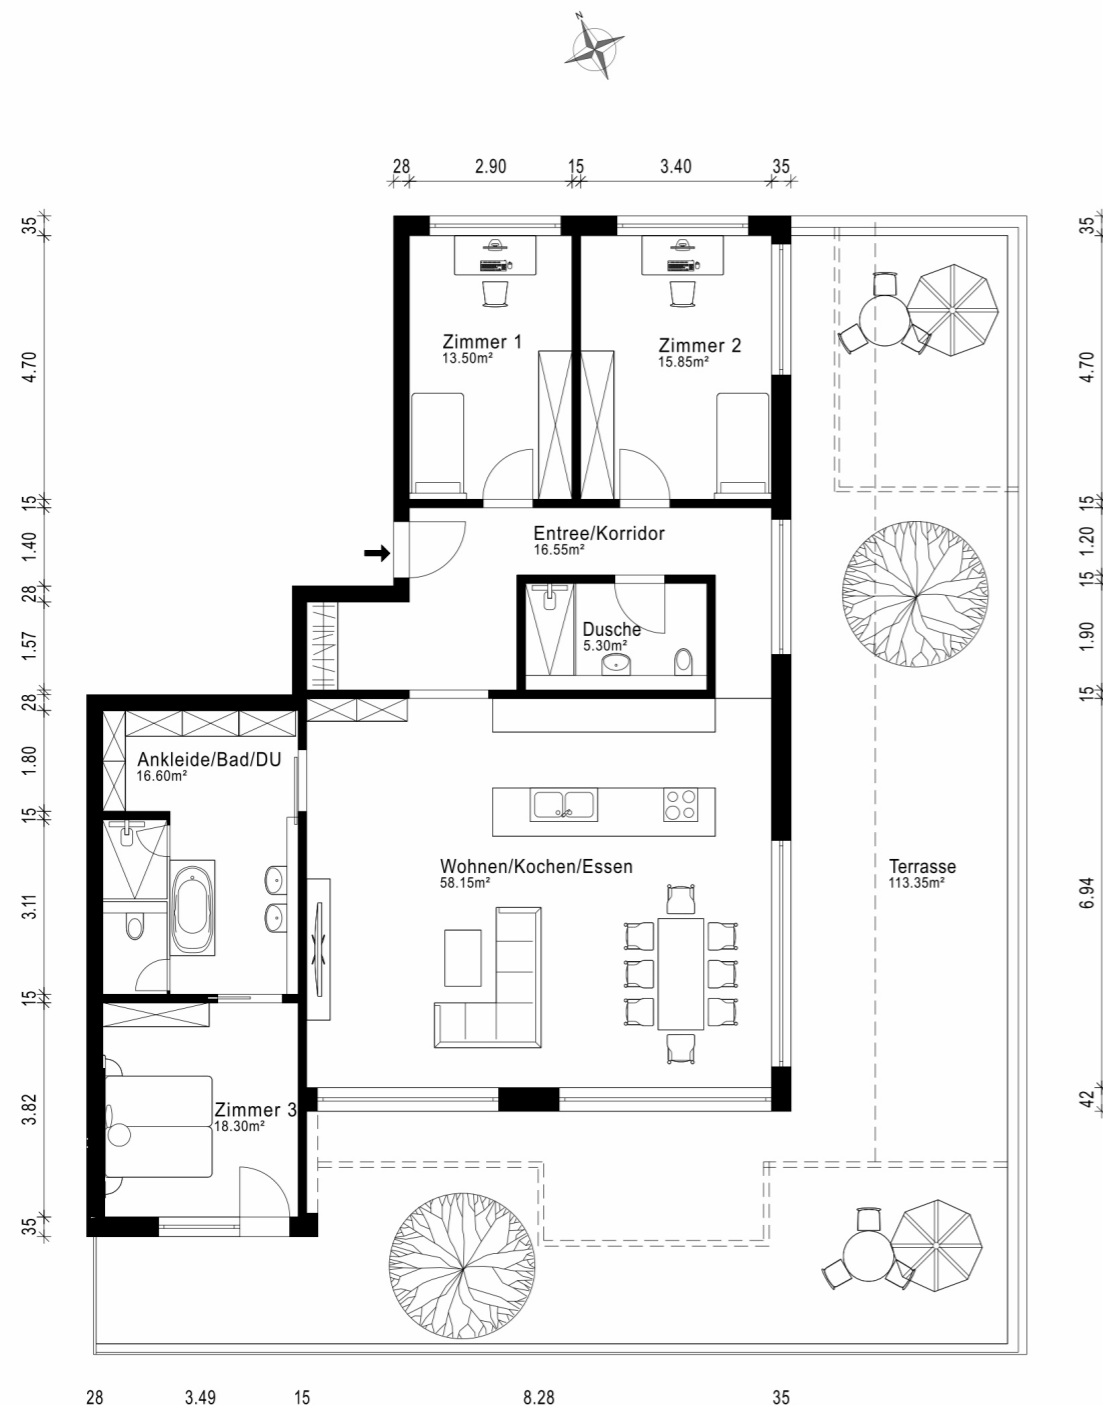 N
28 2.90 15 3.40 35
35
4.70
15
1.40
28
1.57
28
1.80
15
3.11
15
3.82
35
Zimmer 1
13.50m²
Zimmer 2
15.85m²
Entree/Korridor
16.55m²
Dusche
5.30m²
Ankleide/Bad/DU
16.60m²
Wohnen/Kochen/Essen
58.15m²
Terrasse
113.35m²
Zimmer 3
18.30m²
35
4.70
15
1.20
15
1.90
15
6.94
42
28 3.49 15 8.28 35